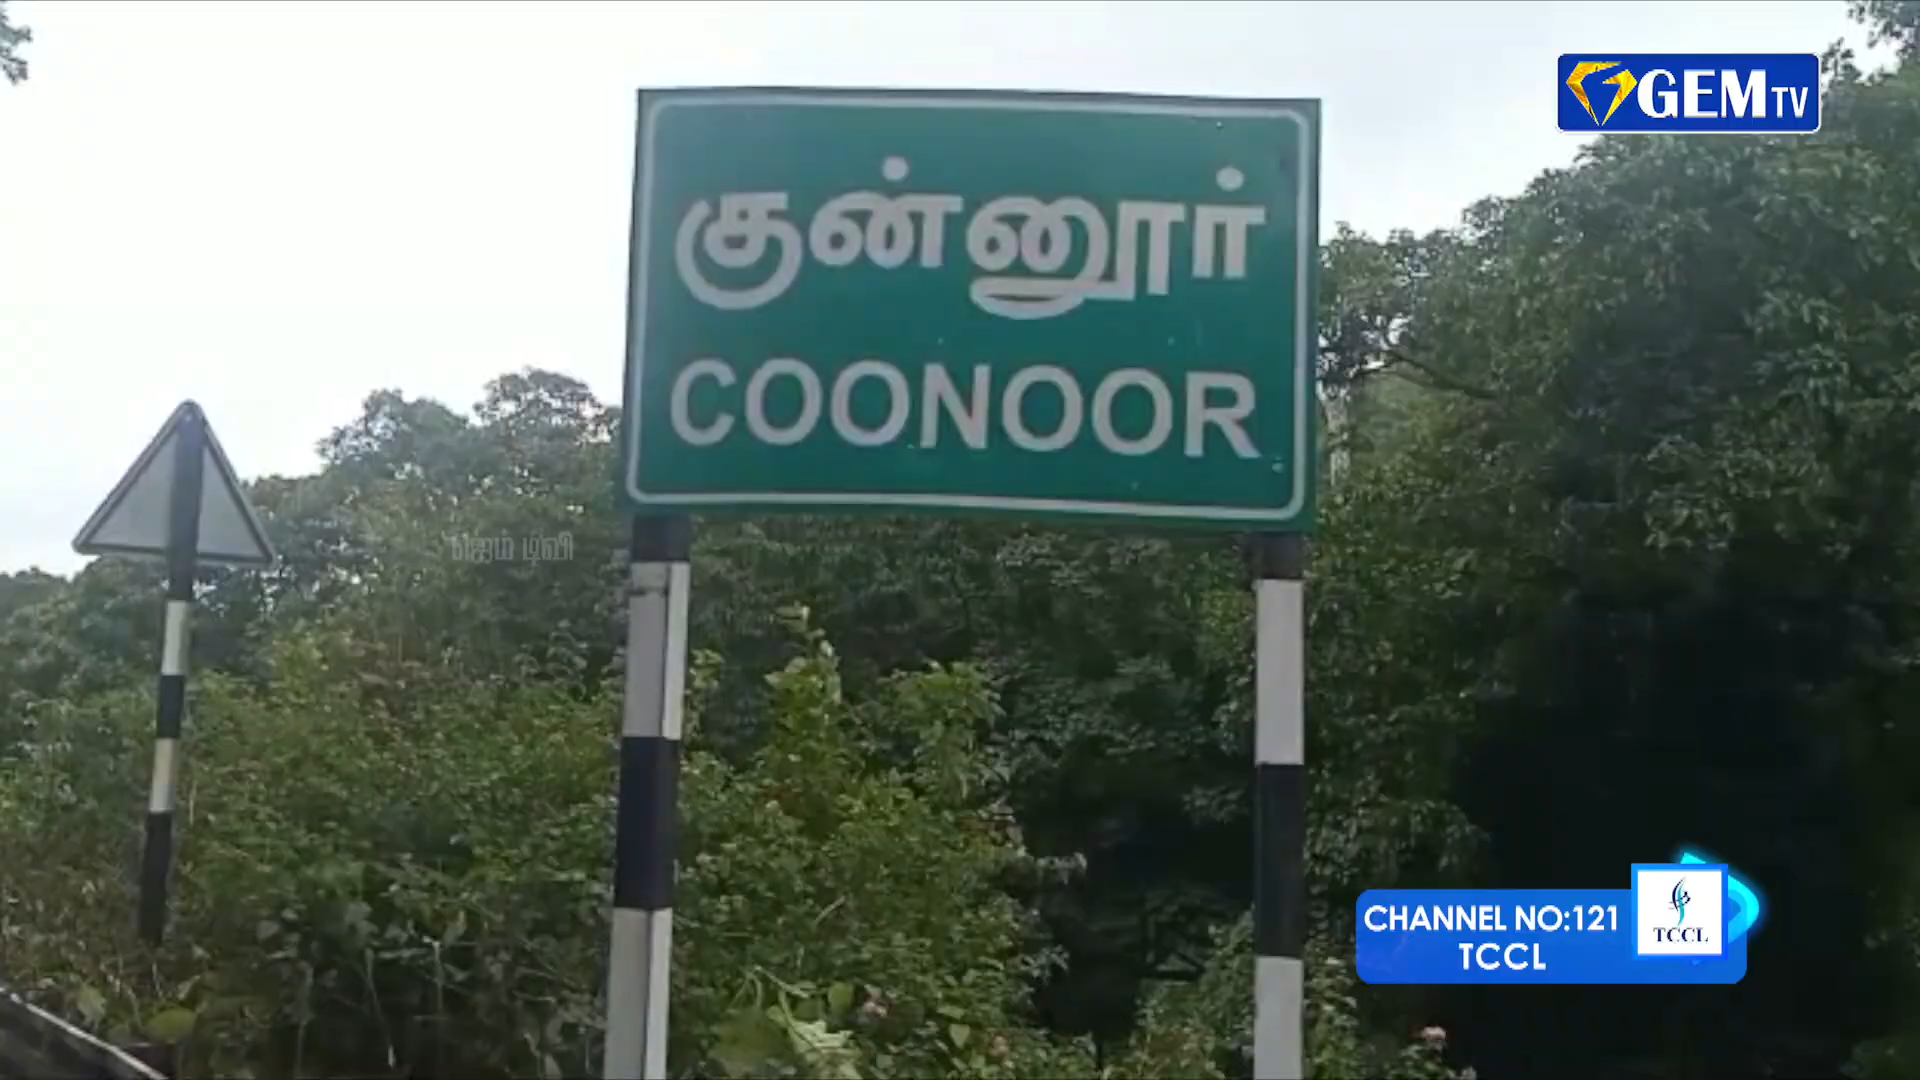 GEM TV
குன்னூர்
COONOOR
ஜெம் டிவி
CHANNEL NO:121
TCCL
TCCL